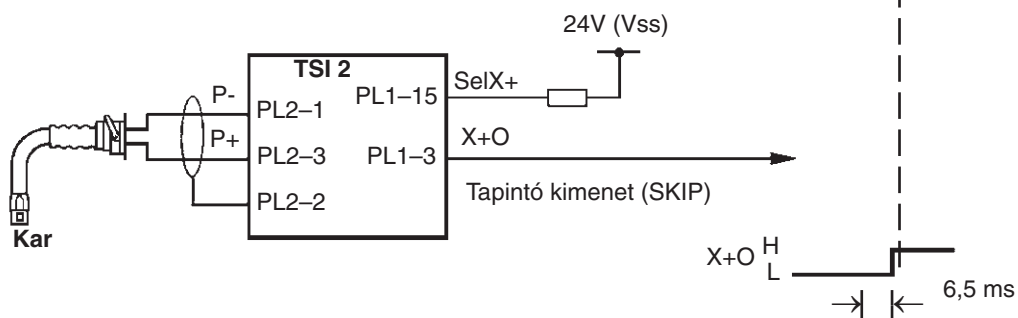 24V (Vss)
TSI 2
P- PL2–1 PL1–15 SelX+
P+ PL2–3 PL1–3 X+O
PL2–2
Tapintó kimenet (SKIP)
Kar
X+O H
L
6,5 ms